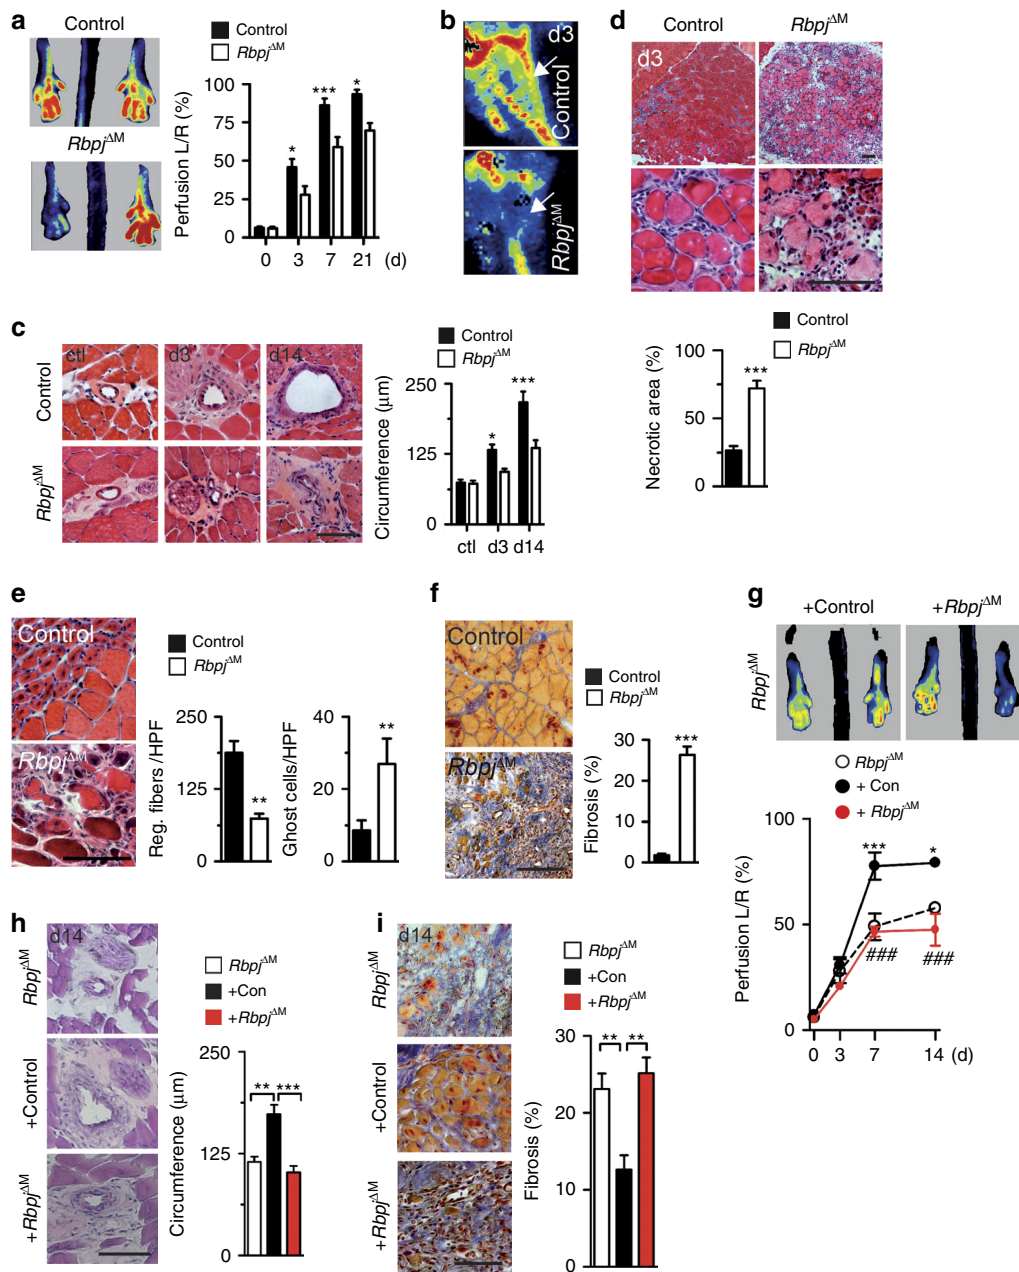 a
Control
Rbpj^ΔM
Control
Rbpj^ΔM
Perfusion L/R (%)
100
75
50
25
0
*
***
*
0 3 7 21 (d)
b
d3
Control
Rbpj^ΔM
d
Control Rbpj^ΔM
d3
Control
Rbpj^ΔM
Necrotic area (%)
100
50
0
***
c
ctl d3 d14
Control
Rbpj^ΔM
Control
Rbpj^ΔM
Circumference (μm)
250
125
0
*
***
ctl d3 d14
e
Control
Rbpj^ΔM
Control
Rbpj^ΔM
Reg. fibers /HPF
250
125
0
**
Ghost cells/HPF
40
20
0
**
f
Control
Rbpj^ΔM
Control
Rbpj^ΔM
Fibrosis (%)
30
20
10
0
***
g
+Control +Rbpj^ΔM
Rbpj^ΔM
Rbpj^ΔM
+ Con
+ Rbpj^ΔM
Perfusion L/R (%)
100
50
0
***
*
###
###
0 3 7 14 (d)
h
d14
Rbpj^ΔM
+Control
+Rbpj^ΔM
Rbpj^ΔM
+Con
+Rbpj^ΔM
Circumference (μm)
250
125
0
** ***
i
d14
Rbpj^ΔM
+Control
+Rbpj^ΔM
Rbpj^ΔM
+Con
+Rbpj^ΔM
Fibrosis (%)
30
20
10
0
** **